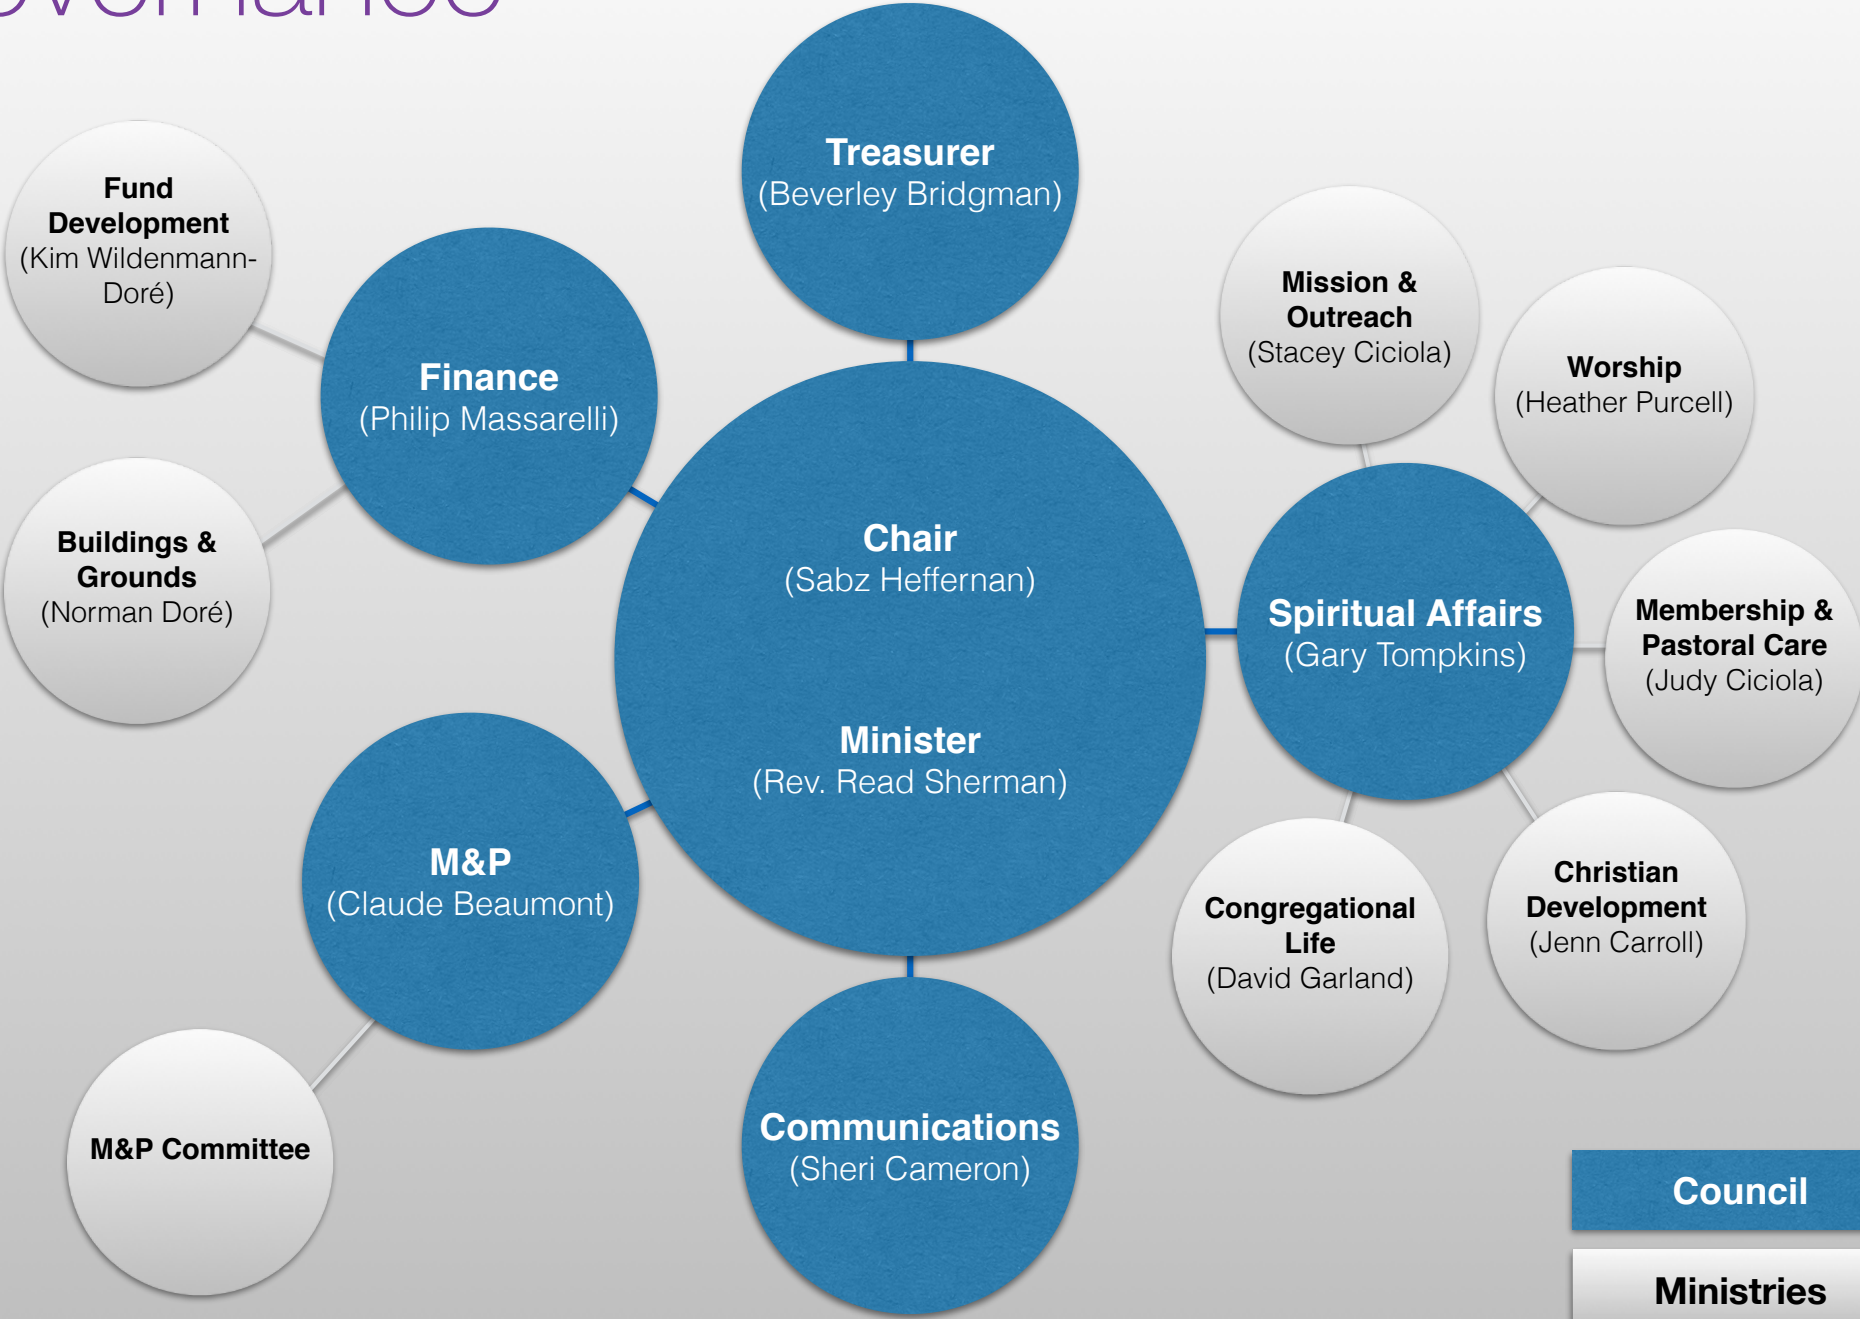 overnance
Treasurer
(Beverley Bridgman)
Fund
Development
(Kim Wildenmann-
Doré)
Finance
(Philip Massarelli)
Buildings &
Grounds
(Norman Doré)
Mission &
Outreach
(Stacey Ciciola)
Worship
(Heather Purcell)
Chair
(Sabz Heffernan)
Minister
(Rev. Read Sherman)
Spiritual Affairs
(Gary Tompkins)
Membership &
Pastoral Care
(Judy Ciciola)
M&P
(Claude Beaumont)
Congregational
Life
(David Garland)
Christian
Development
(Jenn Carroll)
M&P Committee
Communications
(Sheri Cameron)
Council
Ministries